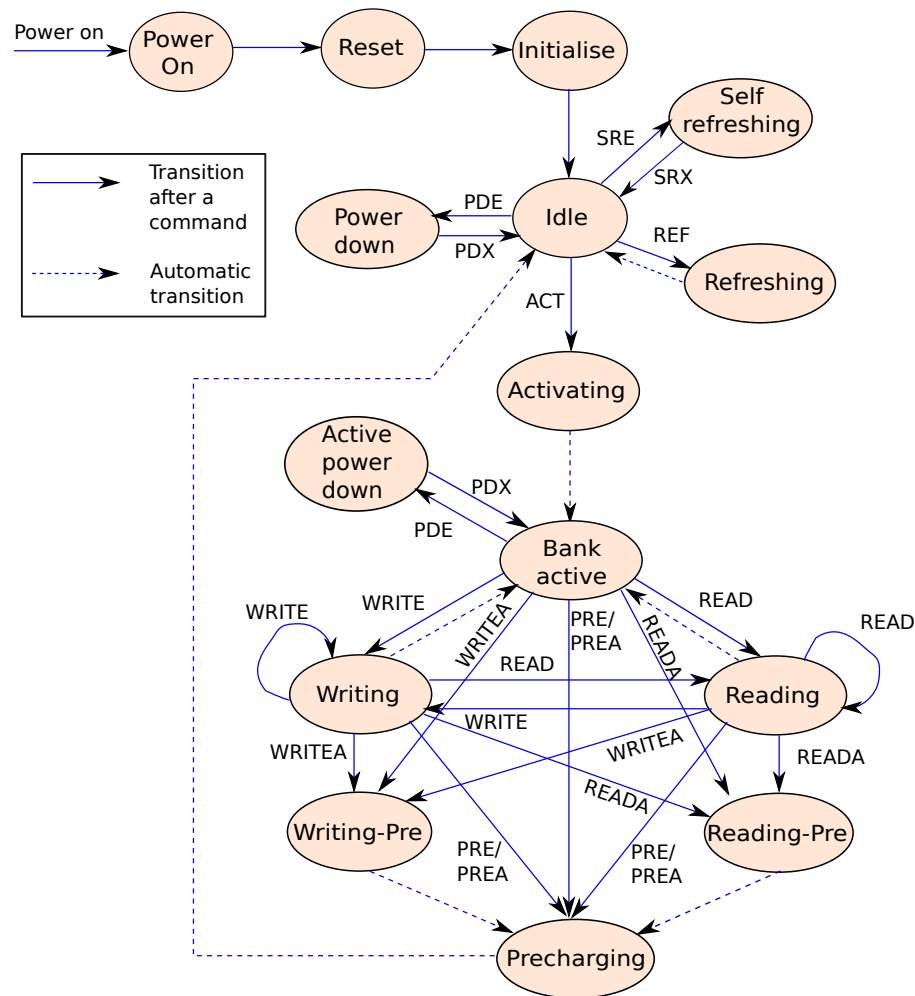 Power on
Power
On
Reset
Initialise
Self
refreshing
SRE
SRX
Transition
after a
command
Automatic
transition
Power
down
PDE
PDX
Idle
REF
Refreshing
ACT
Activating
Active
power
down
PDX
PDE
Bank
active
WRITE
WRITE
WRITEA
PRE/
PREA
READA
READ
READ
Writing
READ
Reading
WRITE
WRITEA
WRITEA
READA
READA
Writing-Pre
Reading-Pre
PRE/
PREA
PRE/
PREA
Precharging